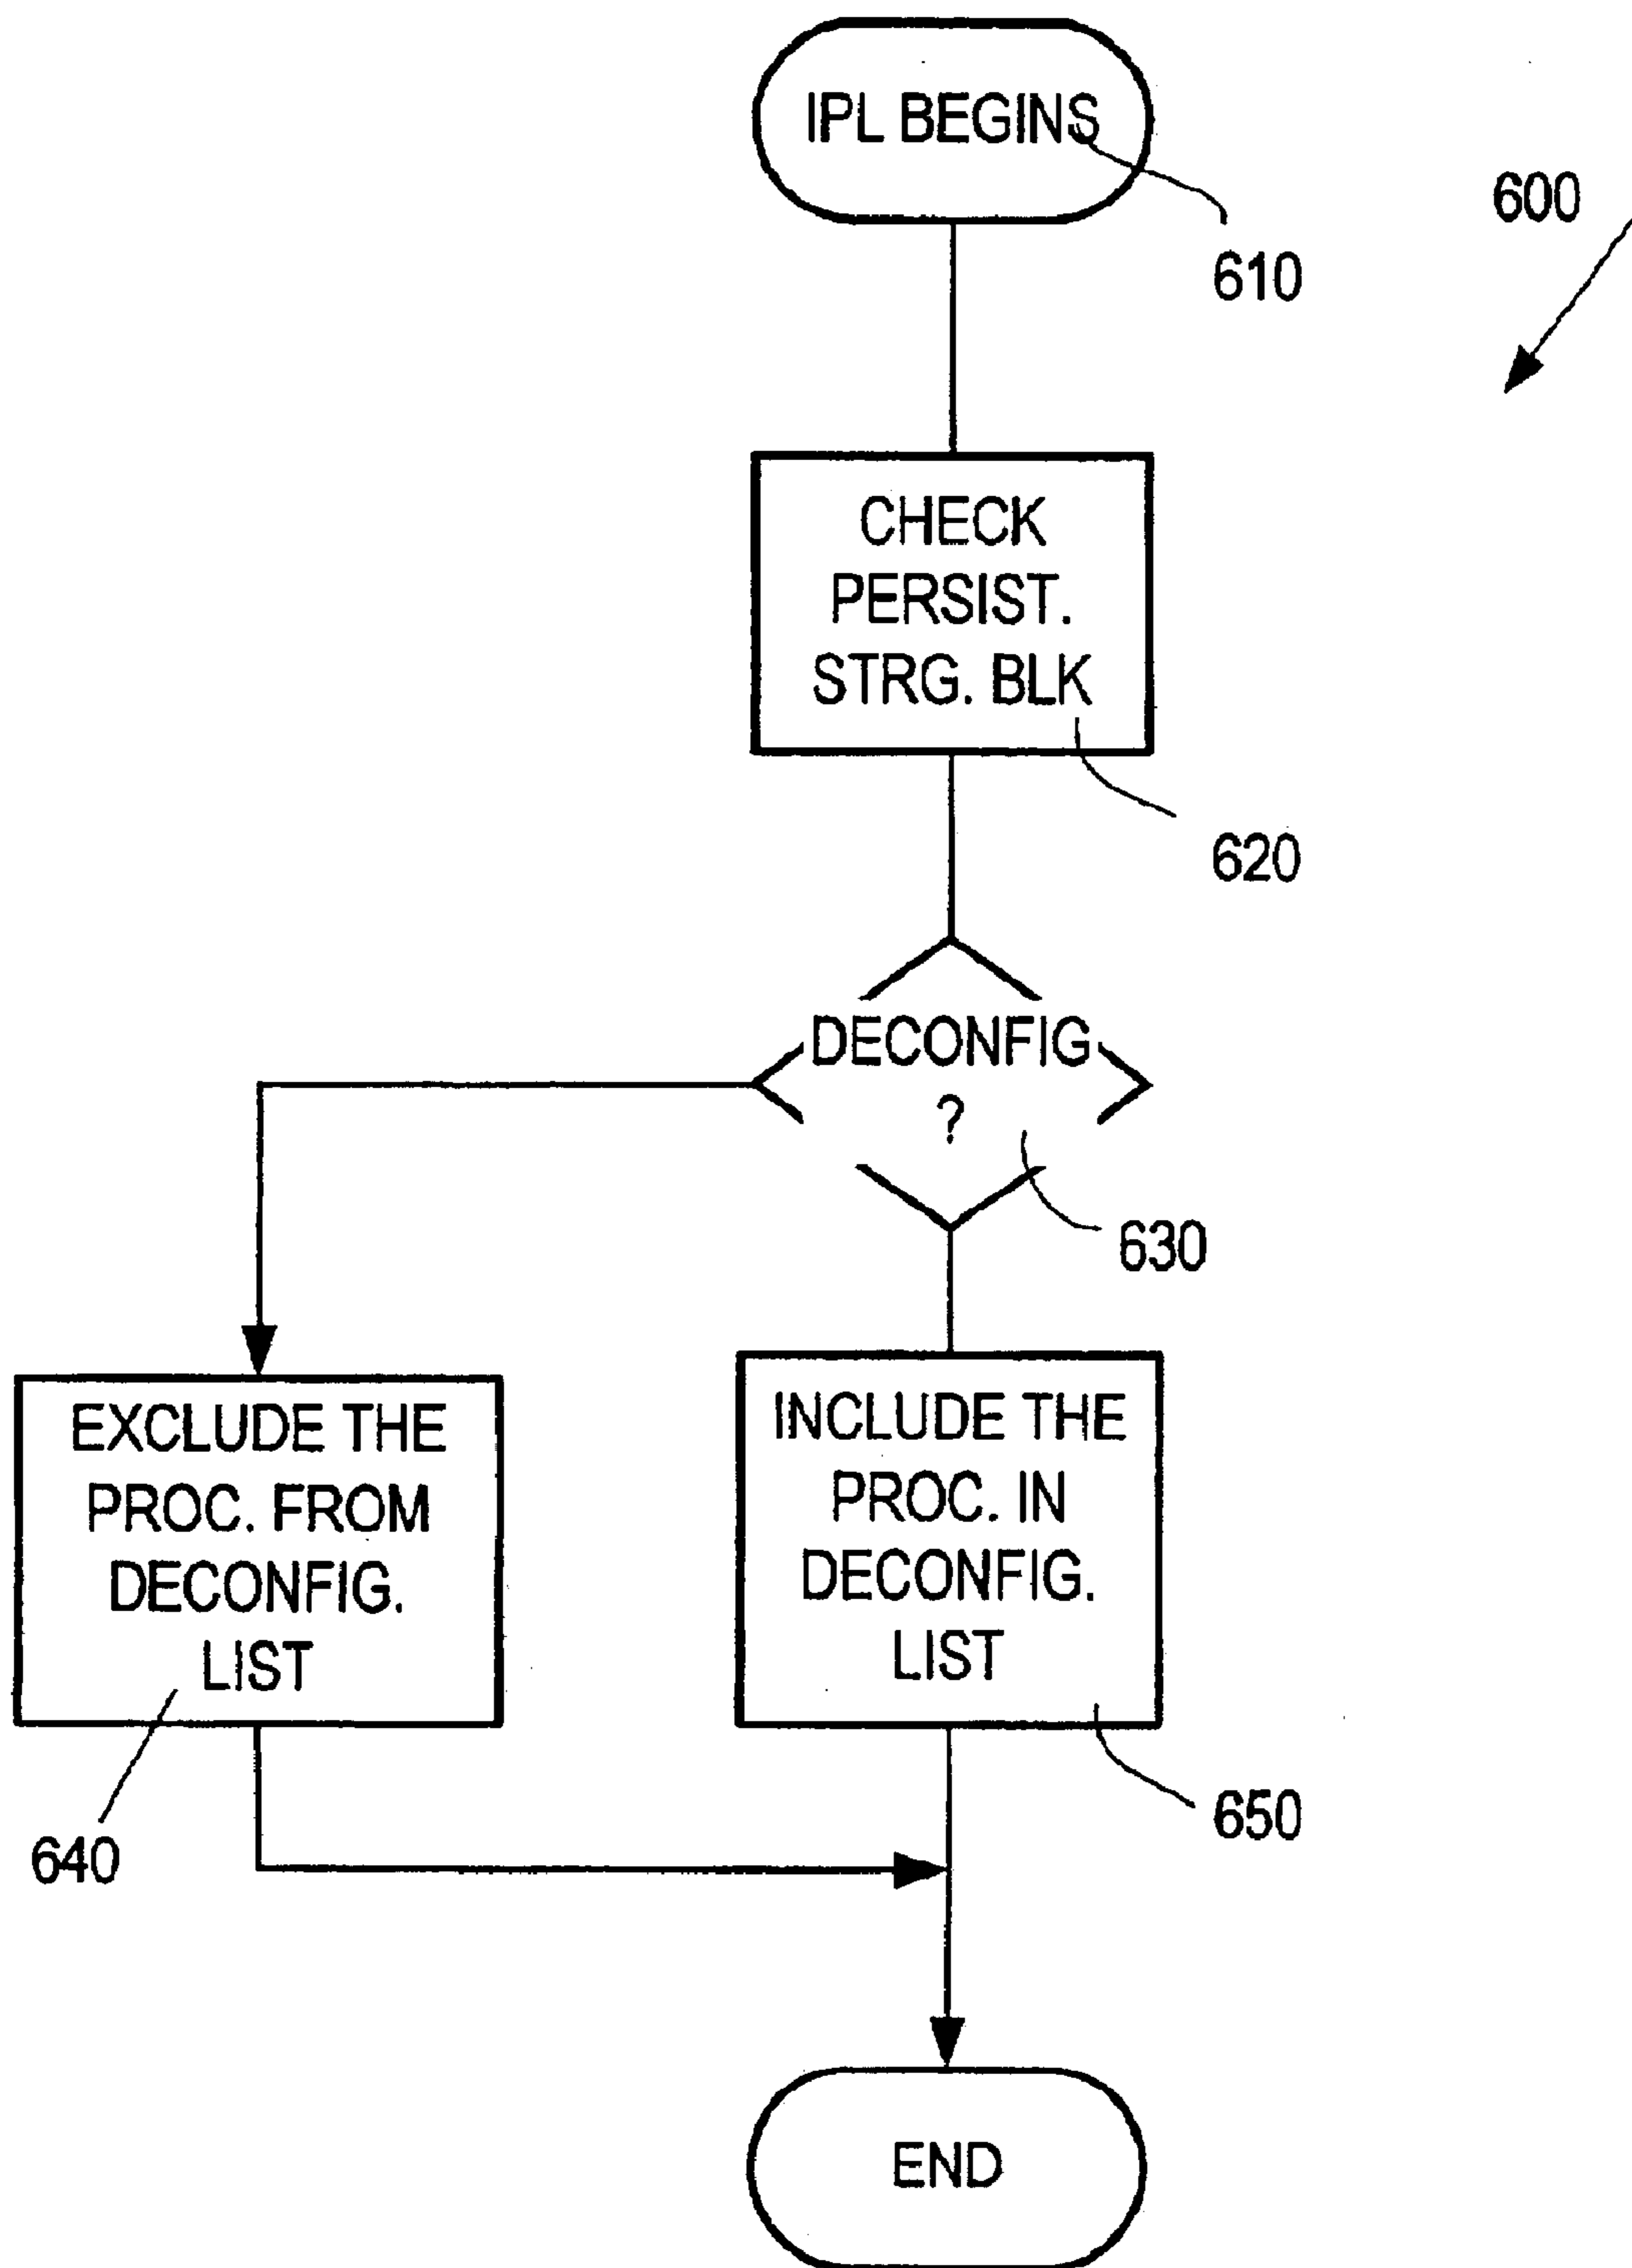 IPL BEGINS
610
600
CHECK
PERSIST.
STRG. BLK
620
DECONFIG
?
630
EXCLUDE THE
PROC. FROM
DECONFIG.
LIST
640
INCLUDE THE
PROC. IN
DECONFIG.
LIST
650
END